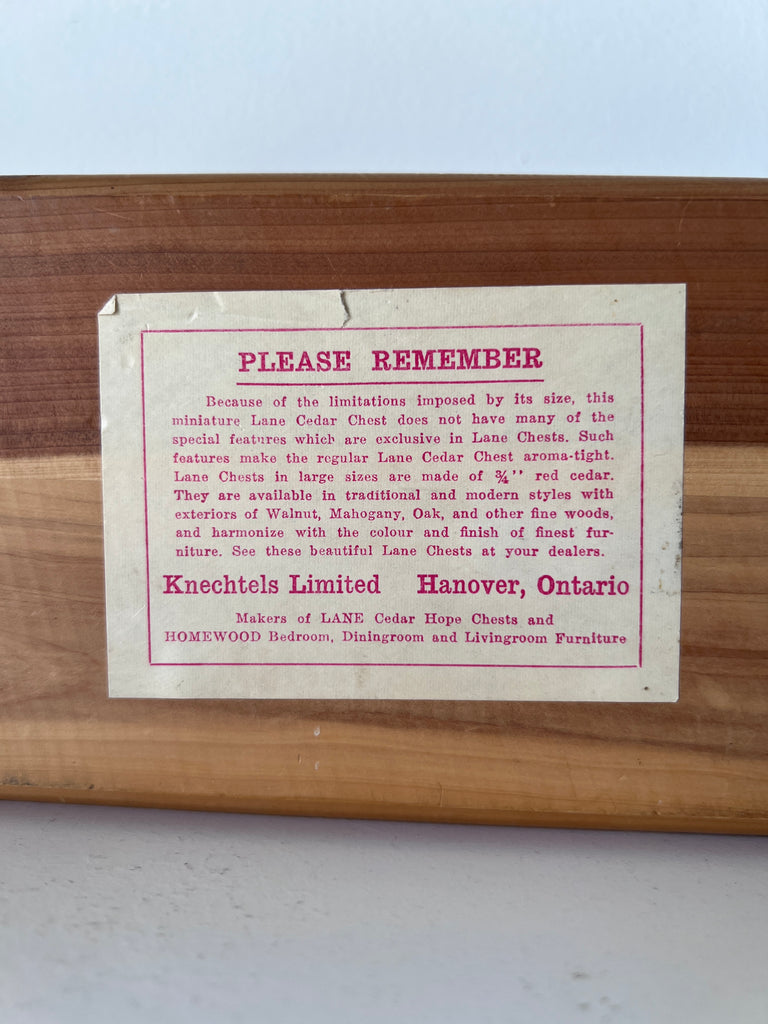 PLEASE REMEMBER
Because of the limitations imposed by its size, this
miniature Lane Cedar Chest does not have many of the
special features which are exclusive in Lane Chests. Such
features make the regular Lane Cedar Chest aroma-tight.
Lane Chests in large sizes are made of ¾" red cedar.
They are available in traditional and modern styles with
exteriors of Walnut, Mahogany, Oak, and other fine woods,
and harmonize with the colour and finish of finest fur-
niture. See these beautiful Lane Chests at your dealers.
Knechtels Limited Hanover, Ontario
Makers of LANE Cedar Hope Chests and
HOMEWOOD Bedroom, Diningroom and Livingroom Furniture